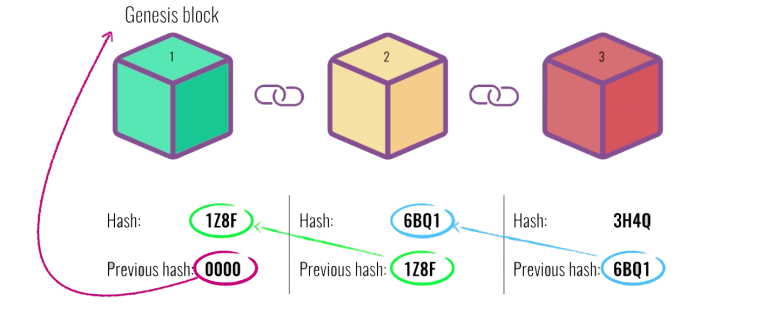 Genesis block
1
2
3
Hash: 1Z8F
Previous hash: 0000
Hash: 6BQ1
Previous hash: 1Z8F
Hash: 3H4Q
Previous hash: 6BQ1